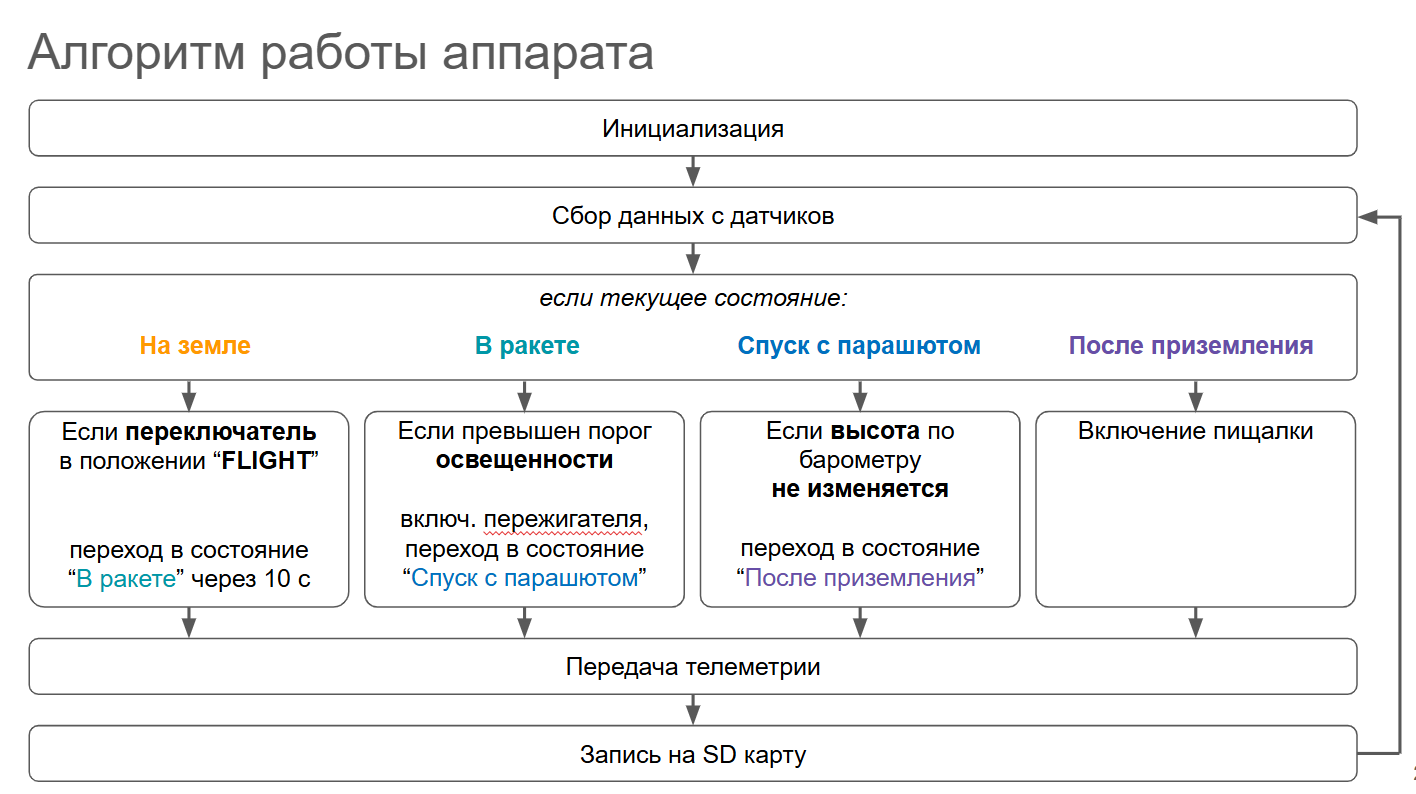 Алгоритм работы аппарата
Инициализация
Сбор данных с датчиков
если текущее состояние:
На земле
В ракете
Спуск с парашютом
После приземления
Если переключатель
в положении “FLIGHT”
переход в состояние
“В ракете” через 10 с
Если превышен порог
освещенности
включ. пережигателя,
переход в состояние
“Спуск с парашютом”
Если высота по
барометру
не изменяется
переход в состояние
“После приземления”
Включение пищалки
Передача телеметрии
Запись на SD карту